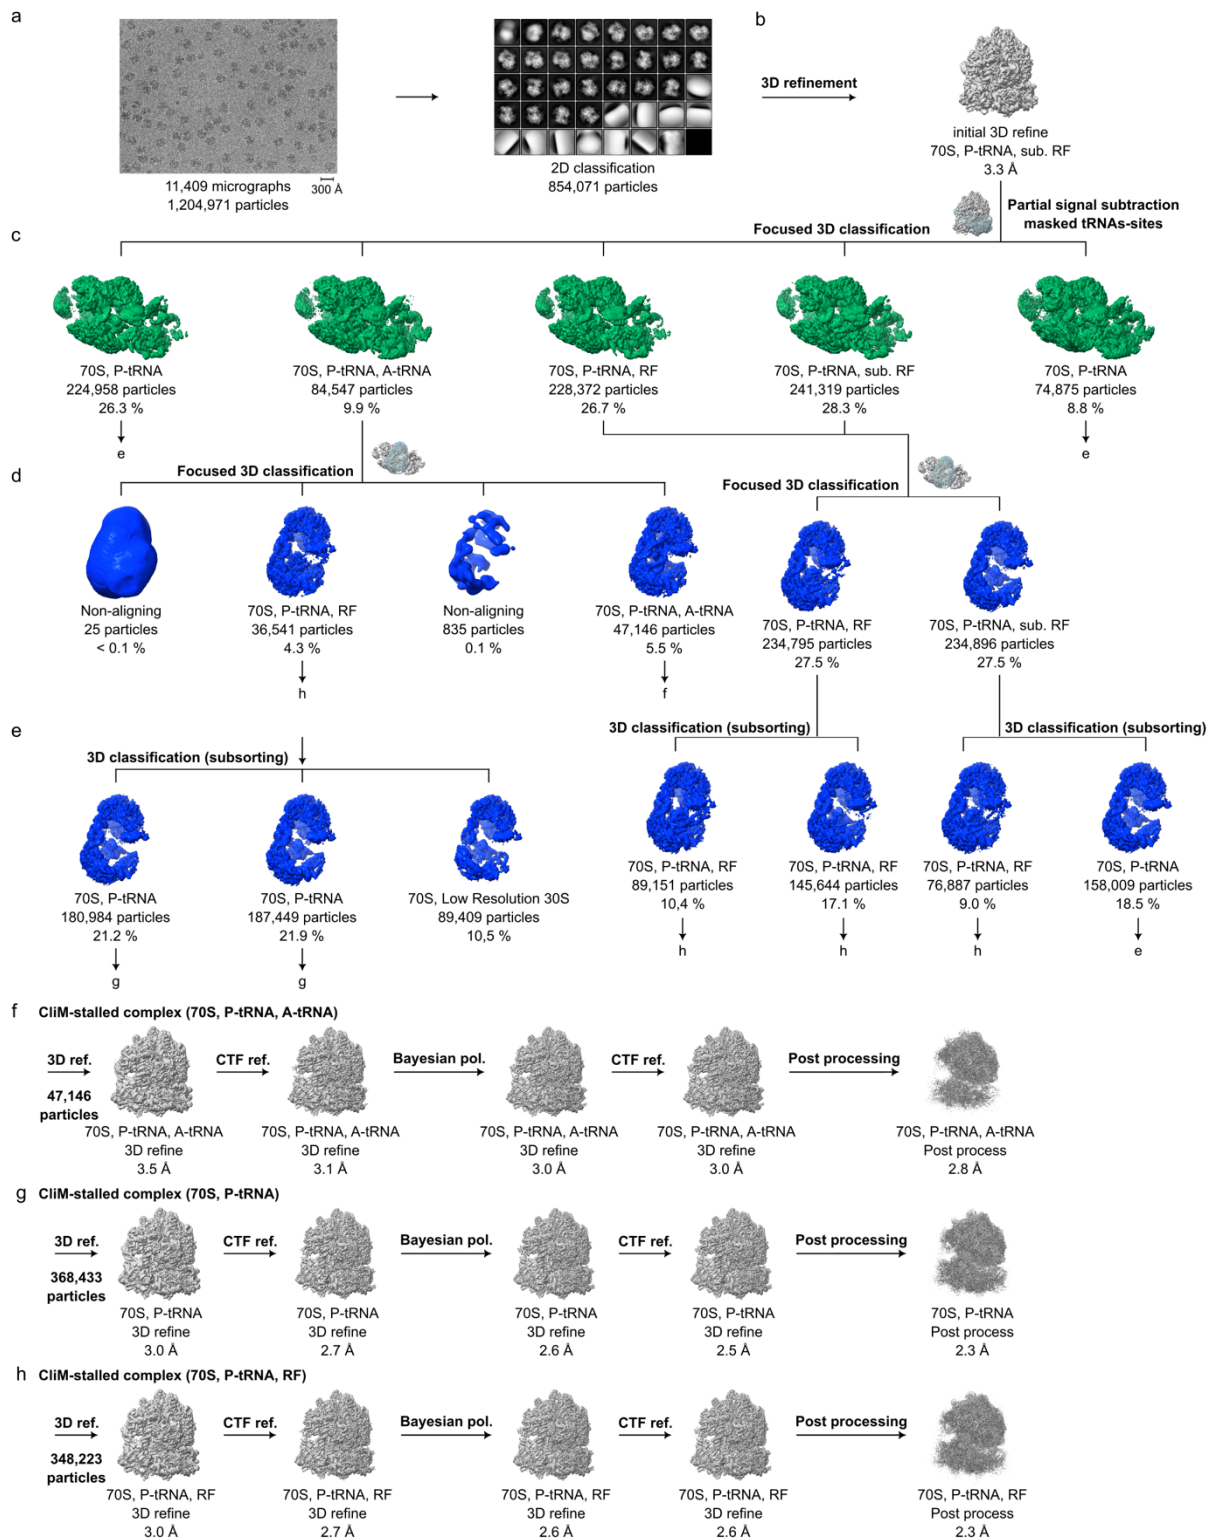 a
11,409 micrographs
1,204,971 particles
300 Å
2D classification
854,071 particles
b
3D refinement
initial 3D refine
70S, P-tRNA, sub. RF
3.3 Å
Partial signal subtraction
masked tRNAs-sites
c
Focused 3D classification
70S, P-tRNA
224,958 particles
26.3 %
e
70S, P-tRNA, A-tRNA
84,547 particles
9.9 %
70S, P-tRNA, RF
228,372 particles
26.7 %
70S, P-tRNA, sub. RF
241,319 particles
28.3 %
70S, P-tRNA
74,875 particles
8.8 %
e
d
Focused 3D classification
Focused 3D classification
Non-aligning
25 particles
< 0.1 %
70S, P-tRNA, RF
36,541 particles
4.3 %
h
Non-aligning
835 particles
0.1 %
70S, P-tRNA, A-tRNA
47,146 particles
5.5 %
f
70S, P-tRNA, RF
234,795 particles
27.5 %
70S, P-tRNA, sub. RF
234,896 particles
27.5 %
e
3D classification (subsorting)
3D classification (subsorting)
3D classification (subsorting)
70S, P-tRNA
180,984 particles
21.2 %
g
70S, P-tRNA
187,449 particles
21.9 %
g
70S, Low Resolution 30S
89,409 particles
10,5 %
70S, P-tRNA, RF
89,151 particles
10,4 %
h
70S, P-tRNA, RF
145,644 particles
17.1 %
h
70S, P-tRNA, RF
76,887 particles
9.0 %
h
70S, P-tRNA
158,009 particles
18.5 %
e
f CliM-stalled complex (70S, P-tRNA, A-tRNA)
3D ref.
47,146
particles
CTF ref.
Bayesian pol.
CTF ref.
Post processing
70S, P-tRNA, A-tRNA
3D refine
3.5 Å
70S, P-tRNA, A-tRNA
3D refine
3.1 Å
70S, P-tRNA, A-tRNA
3D refine
3.0 Å
70S, P-tRNA, A-tRNA
3D refine
3.0 Å
70S, P-tRNA, A-tRNA
Post process
2.8 Å
g CliM-stalled complex (70S, P-tRNA)
3D ref.
368,433
particles
CTF ref.
Bayesian pol.
CTF ref.
Post processing
70S, P-tRNA
3D refine
3.0 Å
70S, P-tRNA
3D refine
2.7 Å
70S, P-tRNA
3D refine
2.6 Å
70S, P-tRNA
3D refine
2.5 Å
70S, P-tRNA
Post process
2.3 Å
h CliM-stalled complex (70S, P-tRNA, RF)
3D ref.
348,223
particles
CTF ref.
Bayesian pol.
CTF ref.
Post processing
70S, P-tRNA, RF
3D refine
3.0 Å
70S, P-tRNA, RF
3D refine
2.7 Å
70S, P-tRNA, RF
3D refine
2.6 Å
70S, P-tRNA, RF
3D refine
2.6 Å
70S, P-tRNA, RF
Post process
2.3 Å